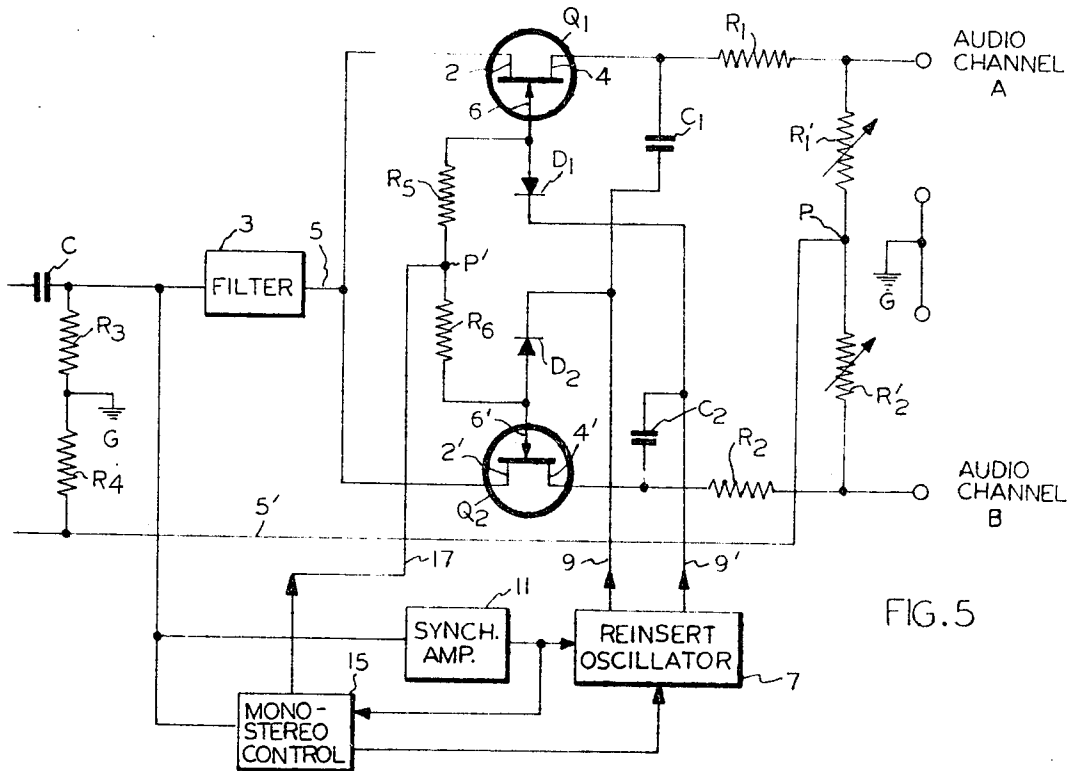 Q1
R1
AUDIO
CHANNEL
A
2
4
6
C1
R1'
D1
R5
3
5
C
P
P'
FILTER
G
R3
R6
D2
R2'
G
C2
6'
R4
2'
4'
R2
Q2
AUDIO
CHANNEL
B
5'
17
9
9'
11
FIG.5
SYNCH.
AMP.
REINSERT
OSCILLATOR
15
7
MONO-
STEREO
CONTROL